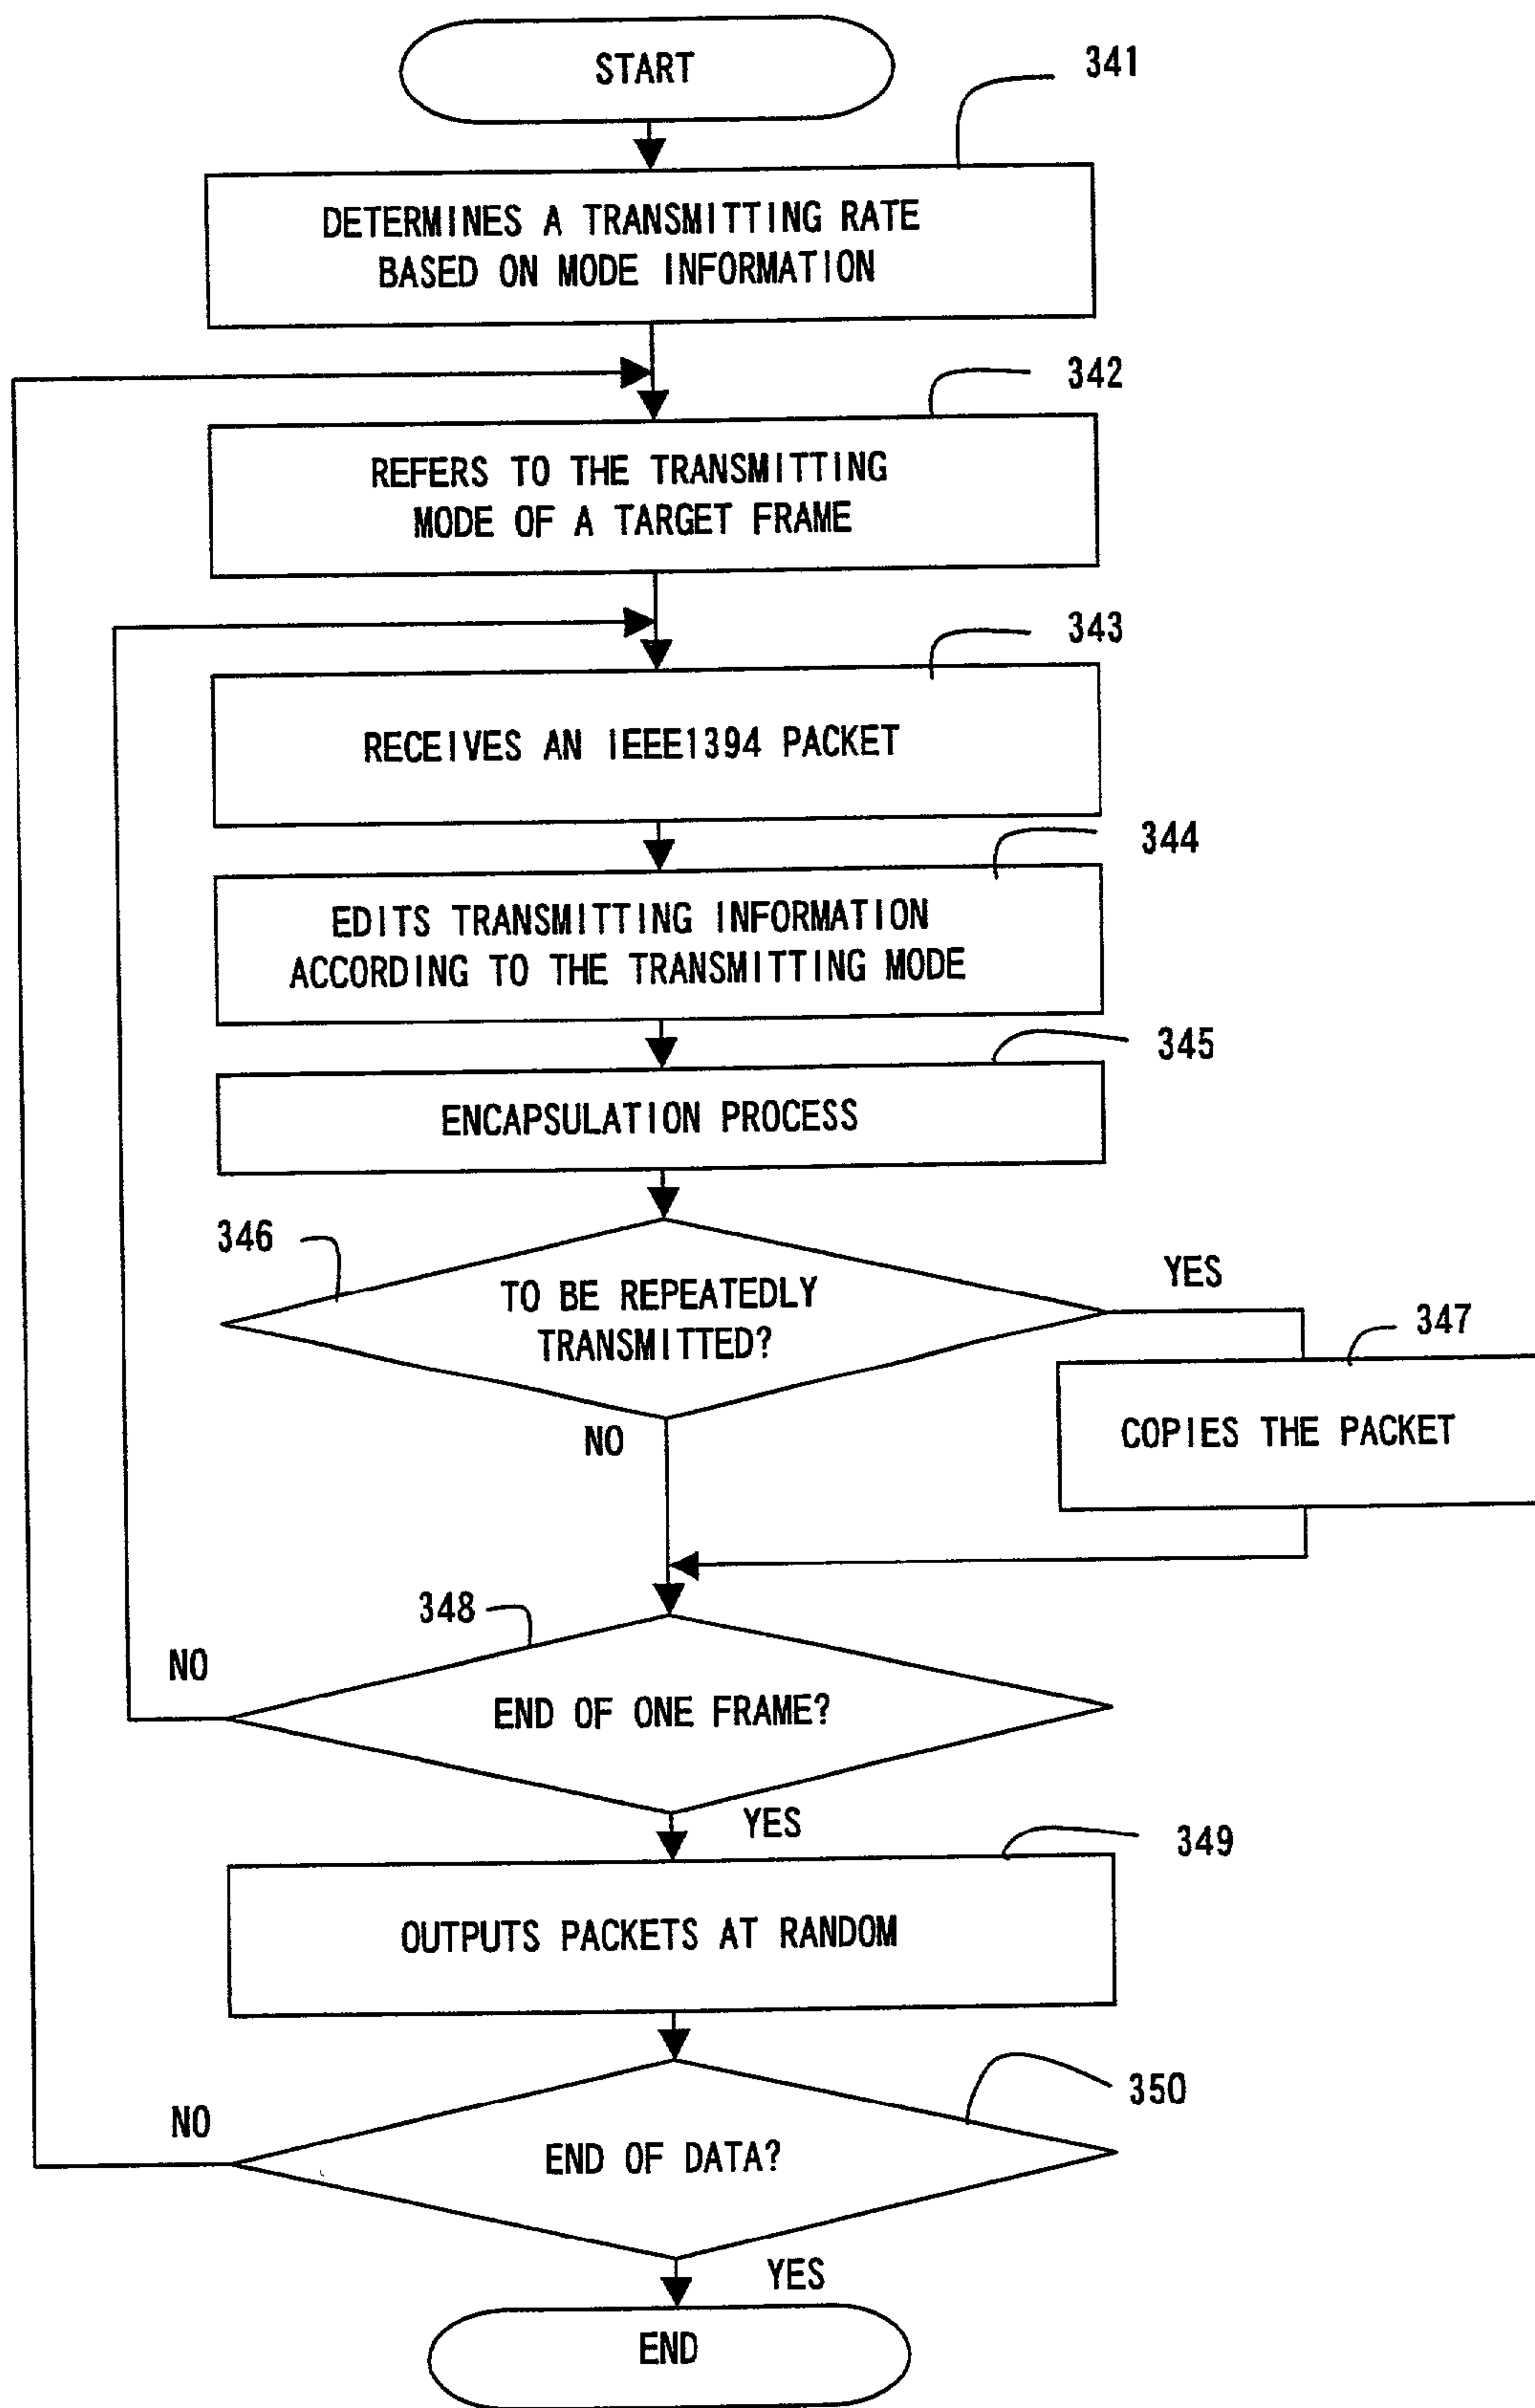 START
341
DETERMINES A TRANSMITTING RATE
BASED ON MODE INFORMATION
342
REFERS TO THE TRANSMITTING
MODE OF A TARGET FRAME
343
RECEIVES AN IEEE1394 PACKET
344
EDITS TRANSMITTING INFORMATION
ACCORDING TO THE TRANSMITTING MODE
345
ENCAPSULATION PROCESS
346
TO BE REPEATEDLY
TRANSMITTED?
YES
347
COPIES THE PACKET
NO
348
NO
END OF ONE FRAME?
YES
349
OUTPUTS PACKETS AT RANDOM
350
NO
END OF DATA?
YES
END